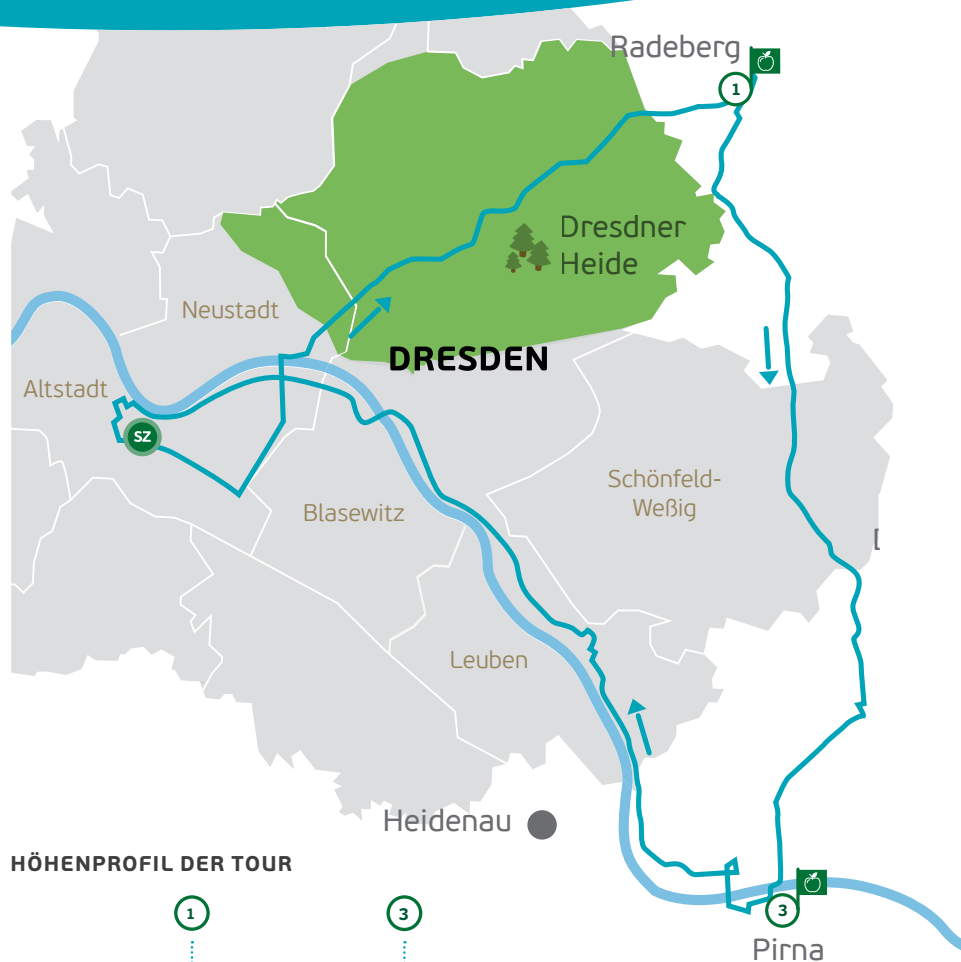 Radeberg
1
Dresdner
Heide
Neustadt
DRESDEN
Altstadt
SZ
Schönfeld-
Weßig
Blasewitz
Leuben
Heidenau
HÖHENPROFIL DER TOUR
1
3
3
Pirna